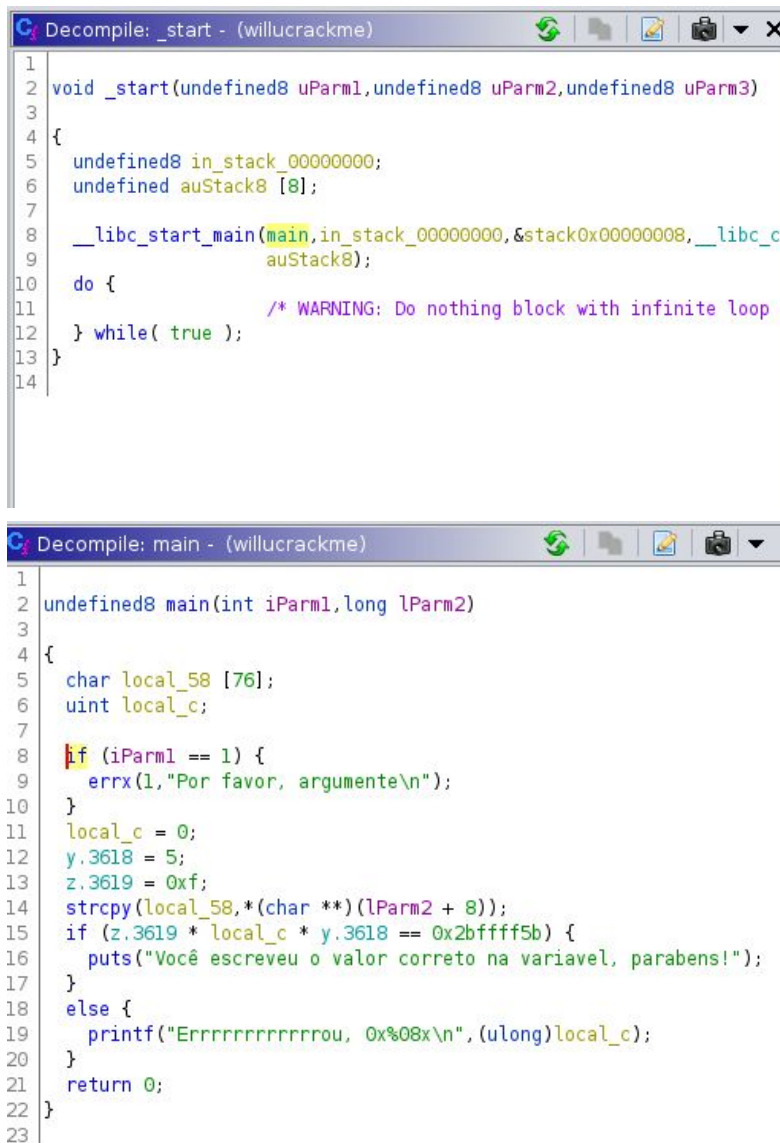 Decompile: _start - (willucrackme)
1
2 void _start(undefined8 uParm1,undefined8 uParm2,undefined8 uParm3)
3
4 {
5 undefined8 in_stack_00000000;
6 undefined auStack8 [8];
7
8 __libc_start_main(main,in_stack_00000000,&stack0x00000008,__libc_c
9 auStack8);
10 do {
11 /* WARNING: Do nothing block with infinite loop
12 } while( true );
13 }
14
Decompile: main - (willucrackme)
1
2 undefined8 main(int iParm1,long lParm2)
3
4 {
5 char local_58 [76];
6 uint local_c;
7
8 if (iParm1 == 1) {
9 errx(1,"Por favor, argumente\n");
10 }
11 local_c = 0;
12 y.3618 = 5;
13 z.3619 = 0xf;
14 strcpy(local_58,*(char **)(lParm2 + 8));
15 if (z.3619 * local_c * y.3618 == 0x2bffff5b) {
16 puts("Você escreveu o valor correto na variavel, parabens!");
17 }
18 else {
19 printf("Errrrrrrrrrrrou, 0x%08x\n",(ulong)local_c);
20 }
21 return 0;
22 }
23